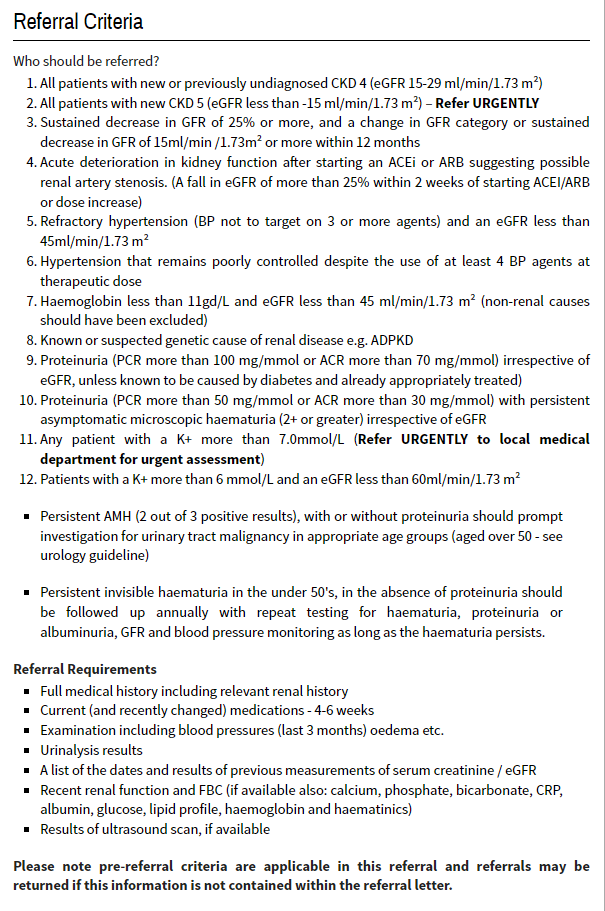 Referral Criteria
Who should be referred?
1. All patients with new or previously undiagnosed CKD 4 (eGFR 15-29 ml/min/1.73 m²)
2. All patients with new CKD 5 (eGFR less than -15 ml/min/1.73 m²) – Refer URGENTLY
3. Sustained decrease in GFR of 25% or more, and a change in GFR category or sustained
decrease in GFR of 15ml/min /1.73m² or more within 12 months
4. Acute deterioration in kidney function after starting an ACEi or ARB suggesting possible
renal artery stenosis. (A fall in eGFR of more than 25% within 2 weeks of starting ACEI/ARB
or dose increase)
5. Refractory hypertension (BP not to target on 3 or more agents) and an eGFR less than
45ml/min/1.73 m²
6. Hypertension that remains poorly controlled despite the use of at least 4 BP agents at
therapeutic dose
7. Haemoglobin less than 11gd/L and eGFR less than 45 ml/min/1.73 m² (non-renal causes
should have been excluded)
8. Known or suspected genetic cause of renal disease e.g. ADPKD
9. Proteinuria (PCR more than 100 mg/mmol or ACR more than 70 mg/mmol) irrespective of
eGFR, unless known to be caused by diabetes and already appropriately treated)
10. Proteinuria (PCR more than 50 mg/mmol or ACR more than 30 mg/mmol) with persistent
asymptomatic microscopic haematuria (2+ or greater) irrespective of eGFR
11. Any patient with a K+ more than 7.0mmol/L (Refer URGENTLY to local medical
department for urgent assessment)
12. Patients with a K+ more than 6 mmol/L and an eGFR less than 60ml/min/1.73 m²
▪ Persistent AMH (2 out of 3 positive results), with or without proteinuria should prompt
investigation for urinary tract malignancy in appropriate age groups (aged over 50 - see
urology guideline)
▪ Persistent invisible haematuria in the under 50's, in the absence of proteinuria should
be followed up annually with repeat testing for haematuria, proteinuria or
albuminuria, GFR and blood pressure monitoring as long as the haematuria persists.
Referral Requirements
▪ Full medical history including relevant renal history
▪ Current (and recently changed) medications - 4-6 weeks
▪ Examination including blood pressures (last 3 months) oedema etc.
▪ Urinalysis results
▪ A list of the dates and results of previous measurements of serum creatinine / eGFR
▪ Recent renal function and FBC (if available also: calcium, phosphate, bicarbonate, CRP,
albumin, glucose, lipid profile, haemoglobin and haematinics)
▪ Results of ultrasound scan, if available
Please note pre-referral criteria are applicable in this referral and referrals may be
returned if this information is not contained within the referral letter.